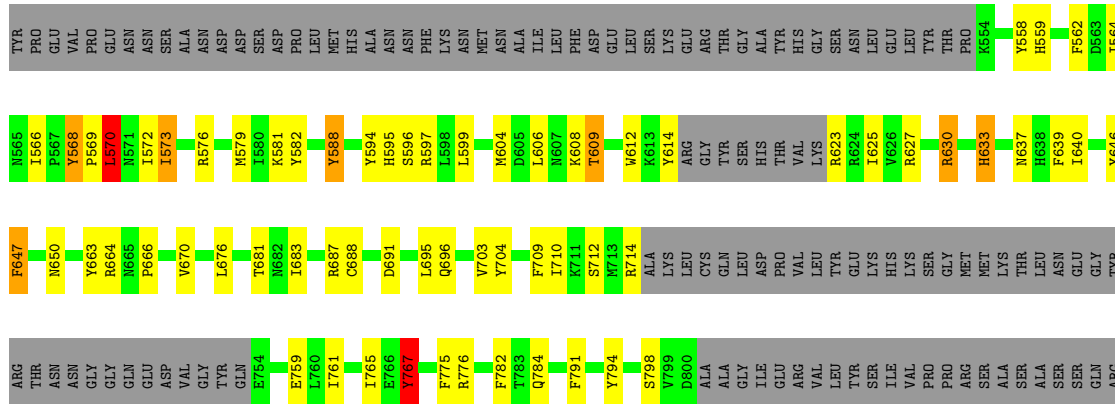 TYR PRO GLU VAL PRO GLU ASN ASN SER ALA ASN ASP ASP SER ASP PRO LEU MET HIS ALA ASN ASN PHE LYS ASN MET ASN ALA ILE LEU PHE ASP GLU LEU SER LYS GLU ARG THR GLY ALA TYR HIS GLY SER ASN LEU GLU LEU TYR THR PRO K554 Y558 H559 F562 D563 I564
N565 I566 P567 Y568 P569 L570 N571 I572 I573 R576 M579 I580 K581 Y582 Y588 Y594 H595 S596 R597 L598 L599 M604 D605 L606 N607 K608 T609 W612 K613 Y614 ARG GLY TYR SER HIS THR VAL LYS R623 R624 I625 V626 R627 R630 H633 N637 H638 F639 I640 Y646
F647 N650 Y663 R664 N665 P666 V670 L676 T681 N682 I683 R687 C688 D691 L695 Q696 V703 Y704 F709 I710 K711 S712 M713 R714 ALA LYS LEU CYS GLN LEU ASP PRO VAL LEU TYR GLU LYS HIS LYS SER GLY MET MET LYS THR LEU ASN GLU GLY TYR
ARG THR ASN ASN GLY GLY GLN GLU ASP VAL GLY TYR GLN E754 E759 L760 I761 I765 E766 Y767 F775 R776 F782 T783 Q784 F791 Y794 S798 V799 D800 ALA ALA GLY ILE GLU ARG VAL LEU TYR SER ILE VAL PRO PRO ARG SER ALA SER ALA SER SER GLN ARG